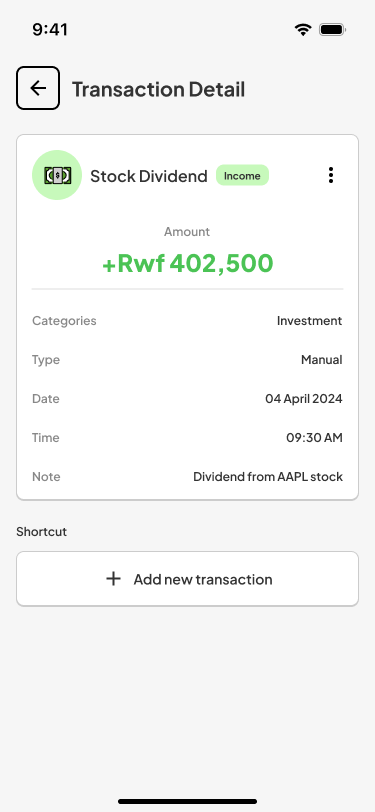 9:41
Transaction Detail
Stock Dividend Income
Amount
+Rwf 402,500
Categories Investment
Type Manual
Date 04 April 2024
Time 09:30 AM
Note Dividend from AAPL stock
Shortcut
+ Add new transaction